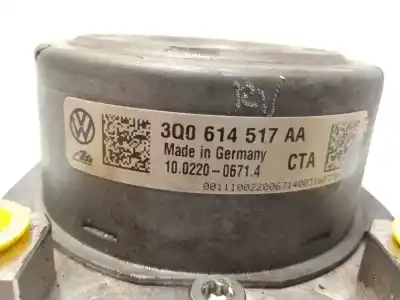 3Q0 614 517 AA
Made in Germany
CTA
10.0220-0671.4